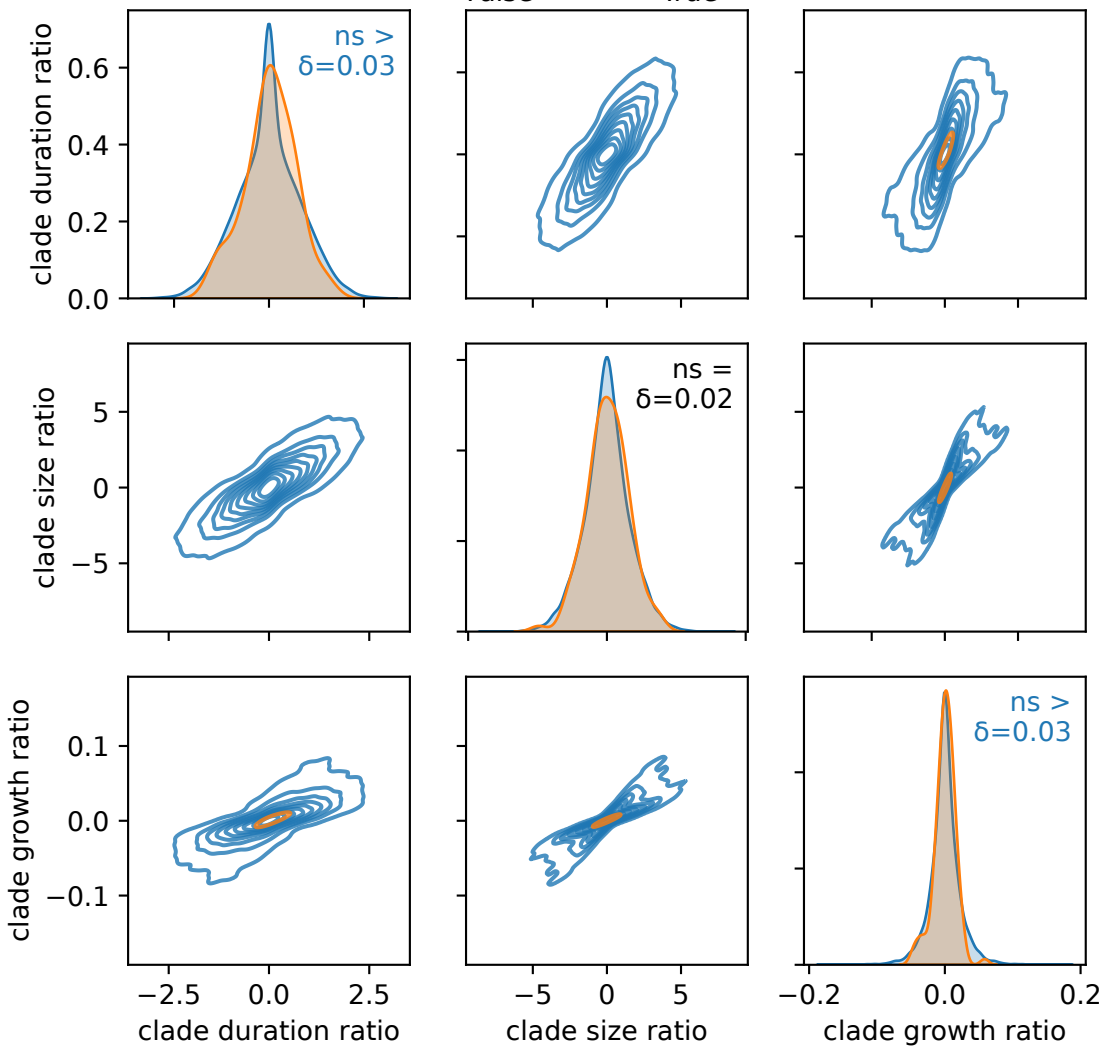 clade duration ratio
0.6
0.4
0.2
0.0
ns >
δ=0.03
clade size ratio
5
0
−5
ns =
δ=0.02
clade growth ratio
0.1
0.0
−0.1
ns >
δ=0.03
−2.5 0.0 2.5
−5 0 5
−0.2 0.0 0.2
clade duration ratio
clade size ratio
clade growth ratio